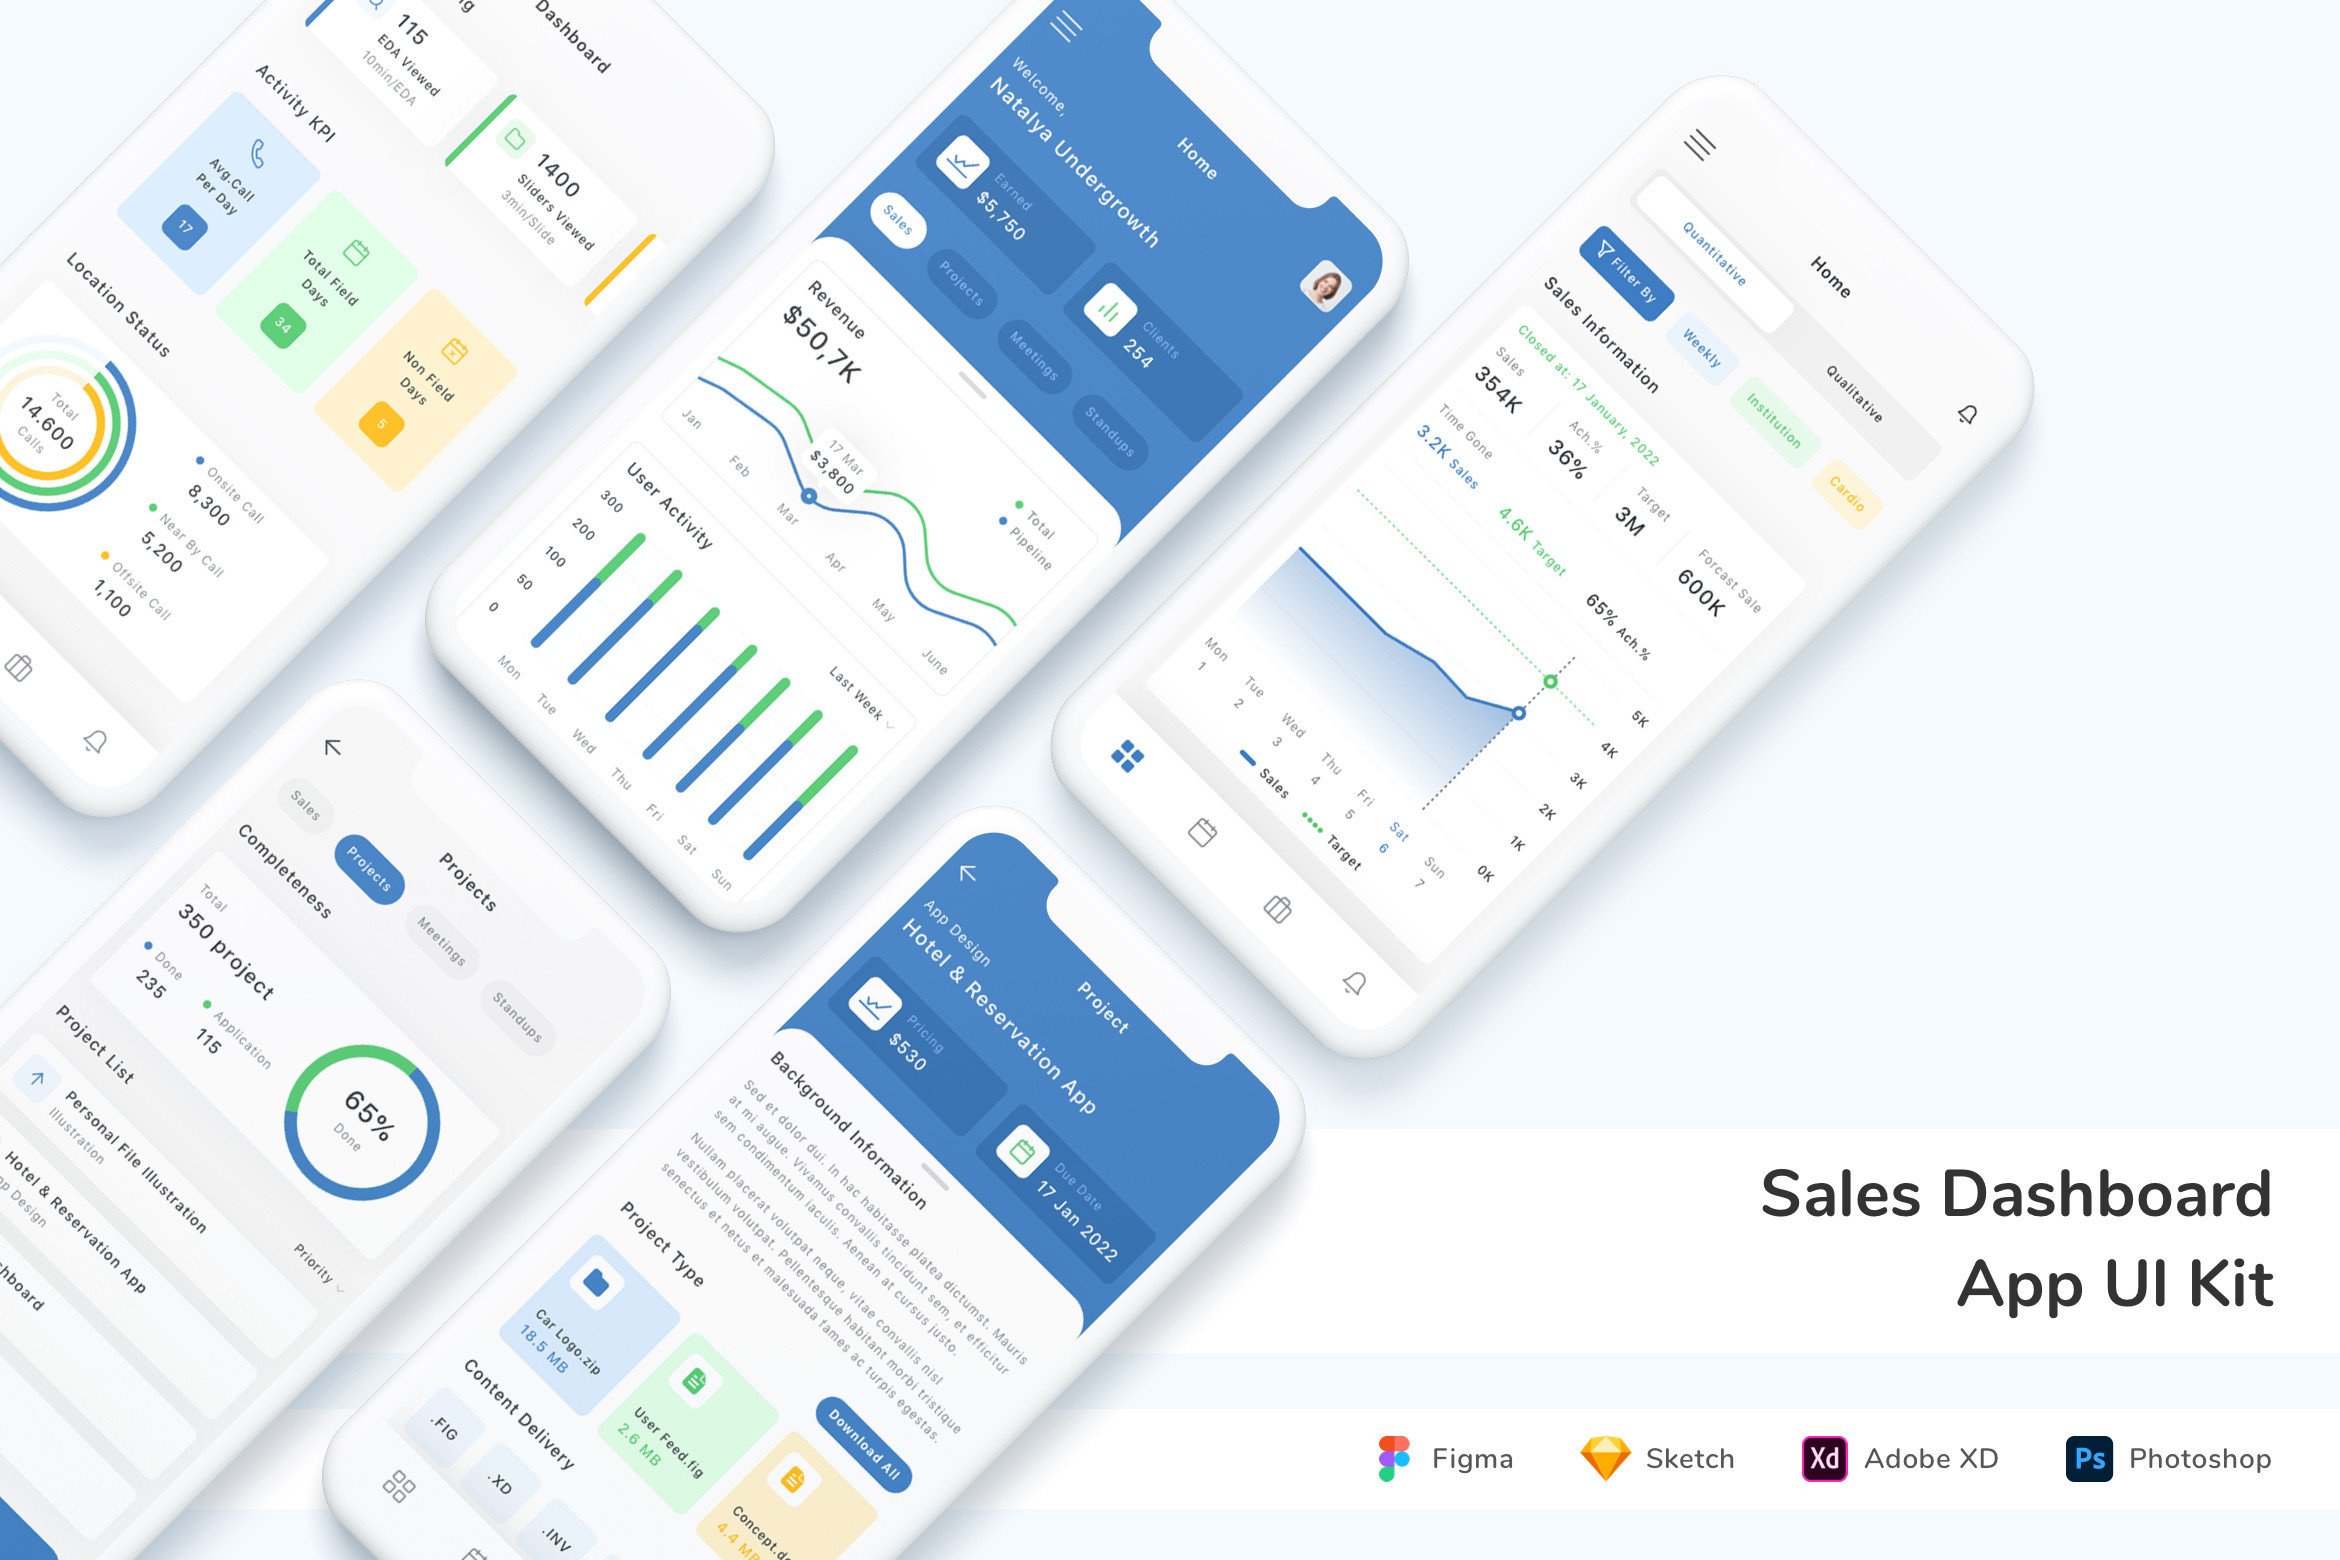 Dashboard
115
EDA Viewed
10min/EDA
1400
Sliders Viewed
3min/Slide
Activity KPI
Avg.Call
Per Day
17
Total Field
Days
34
Non Field
Days
5
Location Status
Total
14.600
Calls
Onsite Call
8,300
Near By Call
5,200
Offsite Call
1,100
Home
Welcome,
Natalya Undergrowth
Earned
$5,750
Clients
254
Sales
Projects
Meetings
Standups
Revenue
$50,7K
17 Mar
$3,800
Total
Pipeline
Jan
Feb
Mar
Apr
May
June
User Activity
Last Week
300
200
100
50
0
Mon
Tue
Wed
Thu
Fri
Sat
Sun
Home
Quantitative
Qualitative
Filter By
Weekly
Institution
Cardio
Sales Information
Closed at: 17 January, 2022
Sales
354K
Ach.%
36%
Target
3M
Forcast Sale
600K
Time Gone
3.2K Sales
4.6K Target
65% Ach.%
5K
4K
3K
2K
1K
0K
Mon
1
Tue
2
Wed
3
Thu
4
Fri
5
Sat
6
Sun
7
Sales
Target
Projects
Sales
Projects
Meetings
Standups
Completeness
Total
350 project
Done
235
Application
115
65%
Done
Project List
Priority
Personal File Illustration
Illustration
Hotel & Reservation App
Design
Project
App Design
Hotel & Reservation App
Pricing
$530
Due Date
17 Jan 2022
Background Information
Sed et dolor dui. In hac habitasse platea dictumst. Mauris
at mi augue. Vivamus convallis tincidunt sem, et efficitur
sem condimentum iaculis. Aenean at cursus justo.
Nullam placerat volutpat neque, vitae convallis nisl
vestibulum volutpat. Pellentesque habitant morbi tristique
senectus et netus et malesuada fames ac turpis egestas.
Project Type
Download All
Car Logo.zip
18.5 MB
User Feed.fig
2.6 MB
4.4
Content Delivery
.FIG
.XD
.INV
Sales Dashboard
App UI Kit
Figma
Sketch
Xd Adobe XD
Ps Photoshop